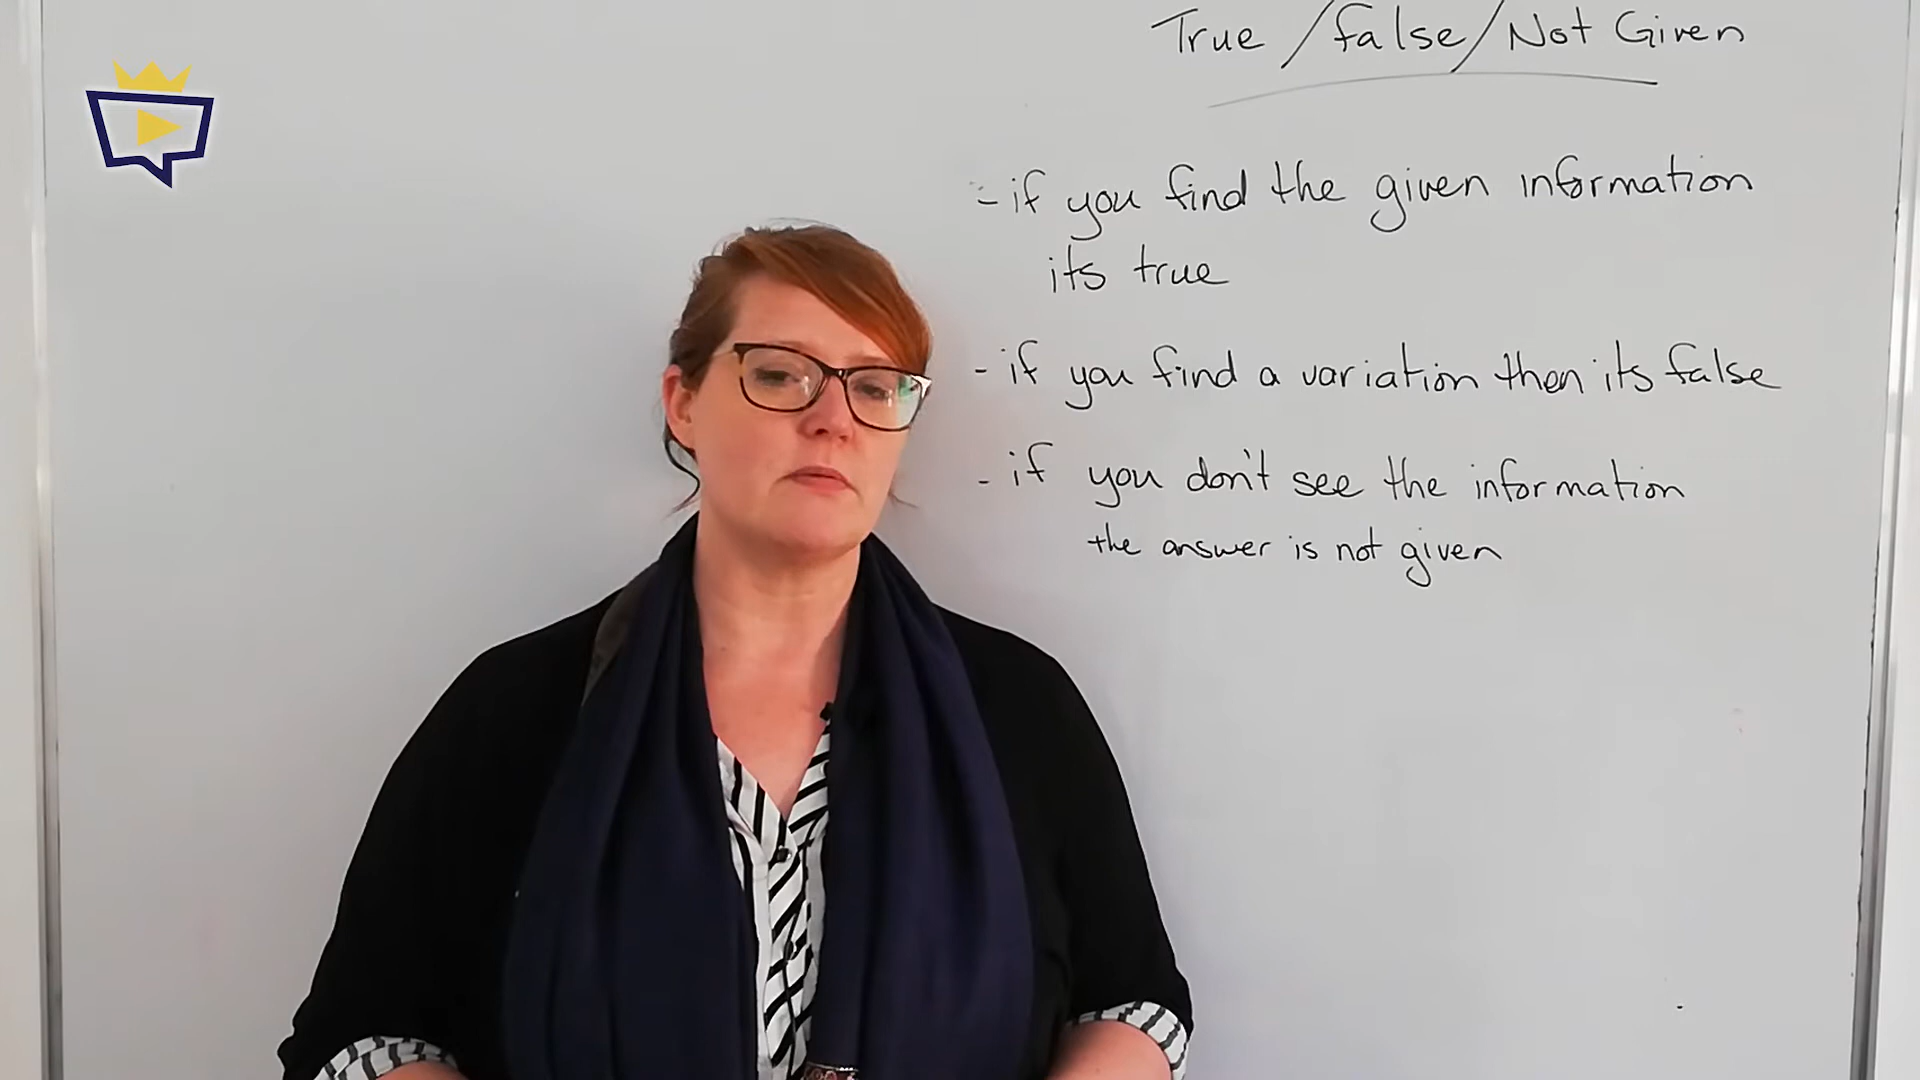 True / false / Not Given
- if you find the given information
its true
- if you find a variation then its false
- if you don't see the information
the answer is not given